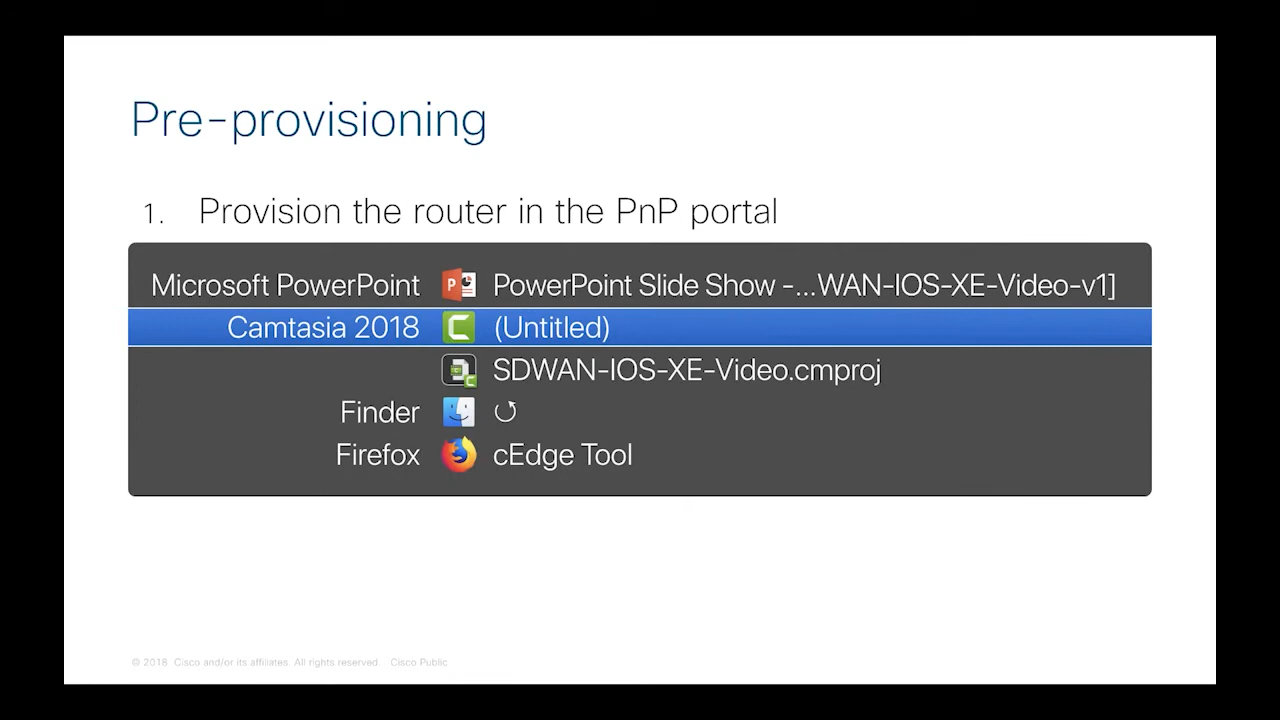 Pre-provisioning
1. Provision the router in the PnP portal
Microsoft PowerPoint PowerPoint Slide Show -...WAN-IOS-XE-Video-v1]
Camtasia 2018 (Untitled)
SDWAN-IOS-XE-Video.cmproj
Finder
Firefox cEdge Tool
© 2018 Cisco and/or its affiliates. All rights reserved. Cisco Public